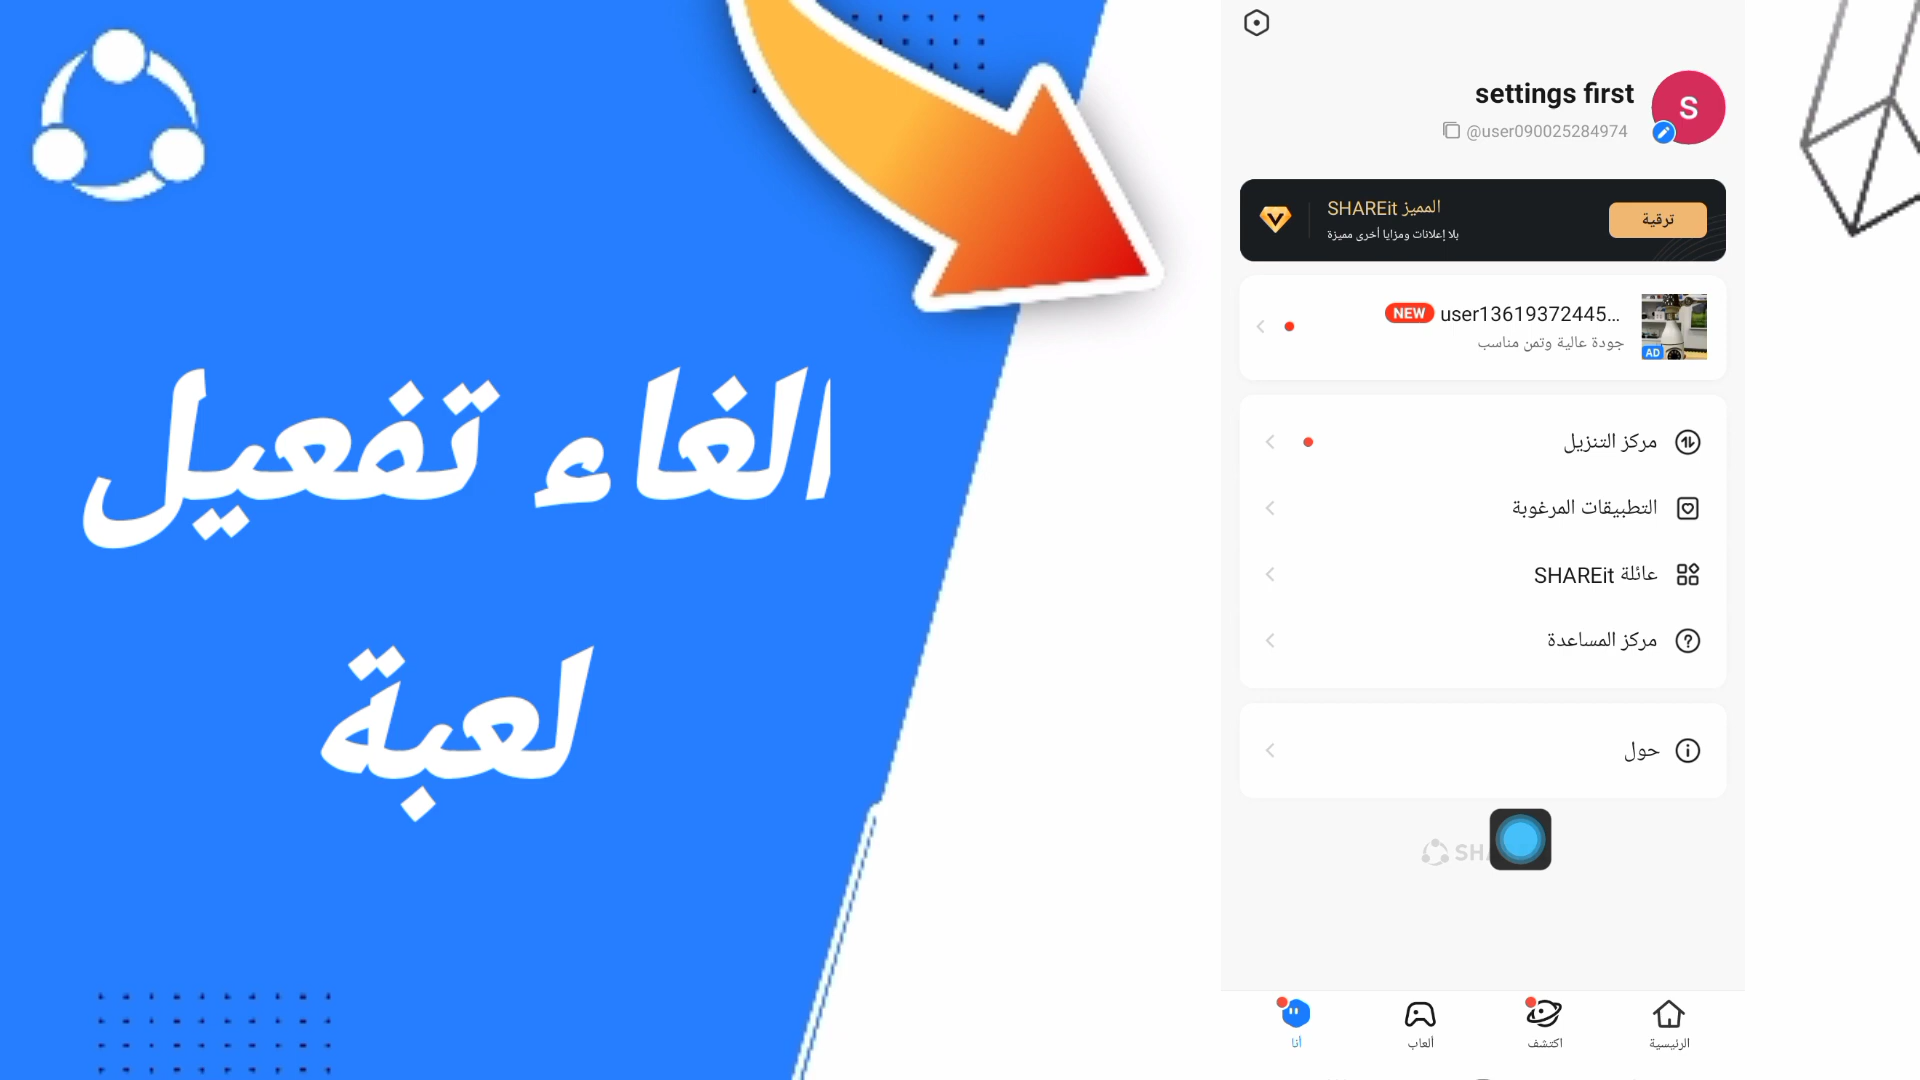 الغاء تفعيل
لعبة
settings first
@user090025284974
S
SHAREit المميز
بلا إعلانات ومزايا أخرى مميزة
ترقية
user13619372445... NEW
جودة عالية وتمن مناسب
AD
مركز التنزيل
التطبيقات المرغوبة
عائلة SHAREit
مركز المساعدة
حول
الرئيسية
اكتشف
ألعاب
أنا